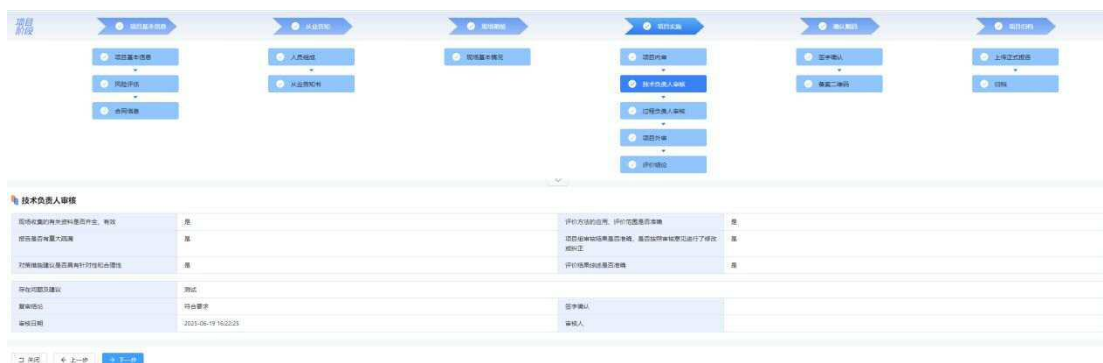 项目
阶段
项目基本信息
从业告知
现场勘验
项目实施
确认赋码
项目归档
项目基本信息
人员组成
现场基本情况
项目内审
签字确认
上传正式报告
风险评估
从业告知书
技术负责人审核
备案二维码
归档
合同信息
过程负责人审核
项目外审
评价结论
技术负责人审核
现场收集的有关资料是否齐全、有效 是 评价方法的应用、评价范围是否准确 是
报告是否有重大疏漏 是 项目组审核结果是否准确、是否按照审核意见进行了修改或纠正 是
对策措施建议是否具有针对性和合理性 是 评价结果综述是否准确 是
存在问题及建议 测试
复审结论 符合要求 签字确认
审核日期 2023-06-19 16:22:25 审核人
关闭 上一步 下一步